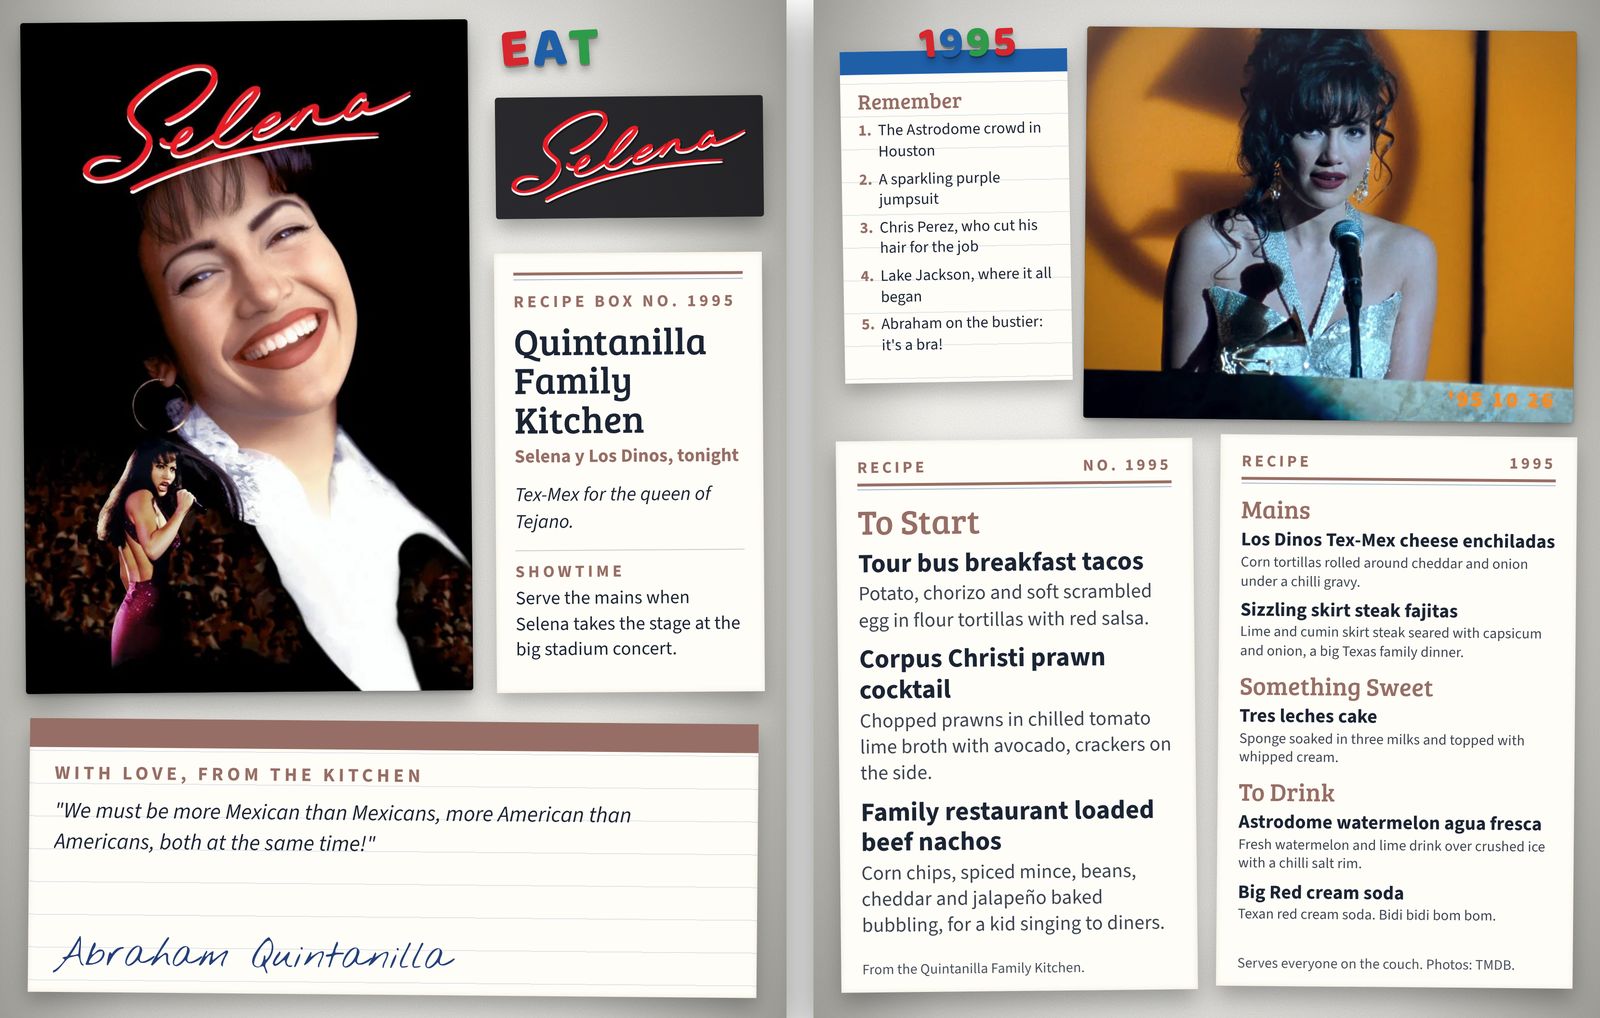 Selena
EAT
Selena
RECIPE BOX NO. 1995
Quintanilla
Family
Kitchen
Selena y Los Dinos, tonight
Tex-Mex for the queen of
Tejano.
SHOWTIME
Serve the mains when
Selena takes the stage at the
big stadium concert.
WITH LOVE, FROM THE KITCHEN
"We must be more Mexican than Mexicans, more American than
Americans, both at the same time!"
Abraham Quintanilla
1995
Remember
1. The Astrodome crowd in
Houston
2. A sparkling purple
jumpsuit
3. Chris Perez, who cut his
hair for the job
4. Lake Jackson, where it all
began
5. Abraham on the bustier:
it's a bra!
'95 10 26
RECIPE NO. 1995
To Start
Tour bus breakfast tacos
Potato, chorizo and soft scrambled
egg in flour tortillas with red salsa.
Corpus Christi prawn
cocktail
Chopped prawns in chilled tomato
lime broth with avocado, crackers on
the side.
Family restaurant loaded
beef nachos
Corn chips, spiced mince, beans,
cheddar and jalapeño baked
bubbling, for a kid singing to diners.
From the Quintanilla Family Kitchen.
RECIPE 1995
Mains
Los Dinos Tex-Mex cheese enchiladas
Corn tortillas rolled around cheddar and onion
under a chilli gravy.
Sizzling skirt steak fajitas
Lime and cumin skirt steak seared with capsicum
and onion, a big Texas family dinner.
Something Sweet
Tres leches cake
Sponge soaked in three milks and topped with
whipped cream.
To Drink
Astrodome watermelon agua fresca
Fresh watermelon and lime drink over crushed ice
with a chilli salt rim.
Big Red cream soda
Texan red cream soda. Bidi bidi bom bom.
Serves everyone on the couch. Photos: TMDB.